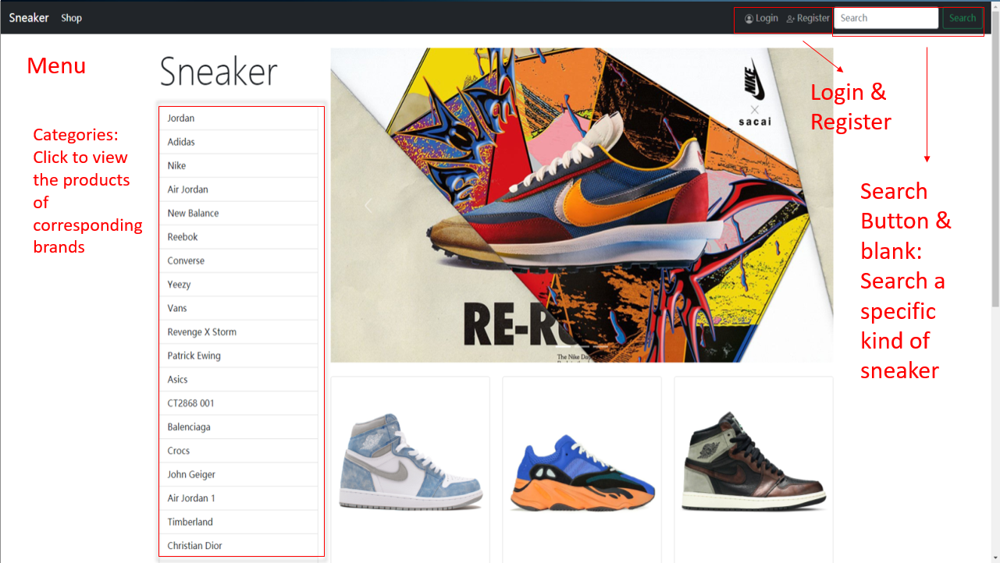 Sneaker
Shop
Login
Register
Search
Search
Menu
Sneaker
Categories:
Click to view
the products
of
corresponding
brands
Jordan
Adidas
Nike
Air Jordan
New Balance
Reebok
Converse
Yeezy
Vans
Revenge X Storm
Patrick Ewing
Asics
CT2868 001
Balenciaga
Crocs
John Geiger
Air Jordan 1
Timberland
Christian Dior
NIKE
×
sacai
RE-R
The Nike Da
Login &
Register
Search
Button &
blank:
Search a
specific
kind of
sneaker